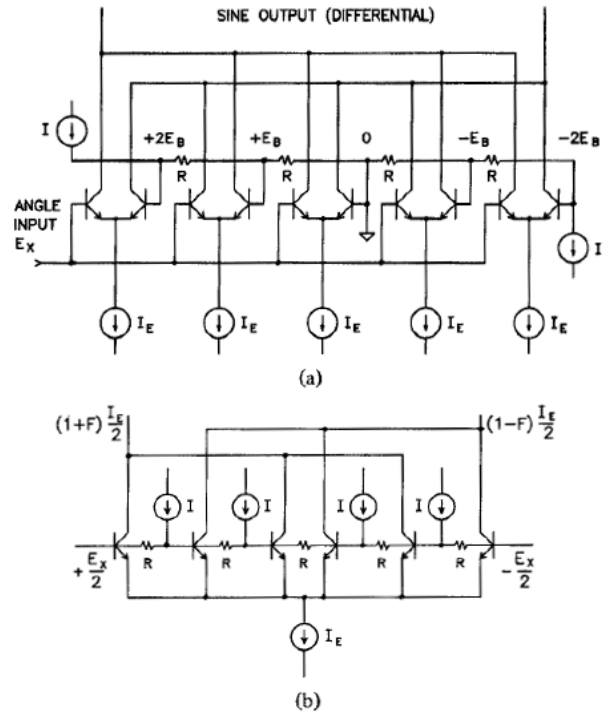 SINE OUTPUT (DIFFERENTIAL)
I
+2E_B
+E_B
0
−E_B
−2E_B
R
R
R
R
ANGLE
INPUT
E_X
I
I_E
I_E
I_E
I_E
I_E
(a)
(1+F) I_E/2
(1−F) I_E/2
I
I
I
I
R
R
R
R
R
+ E_X/2
− E_X/2
I_E
(b)